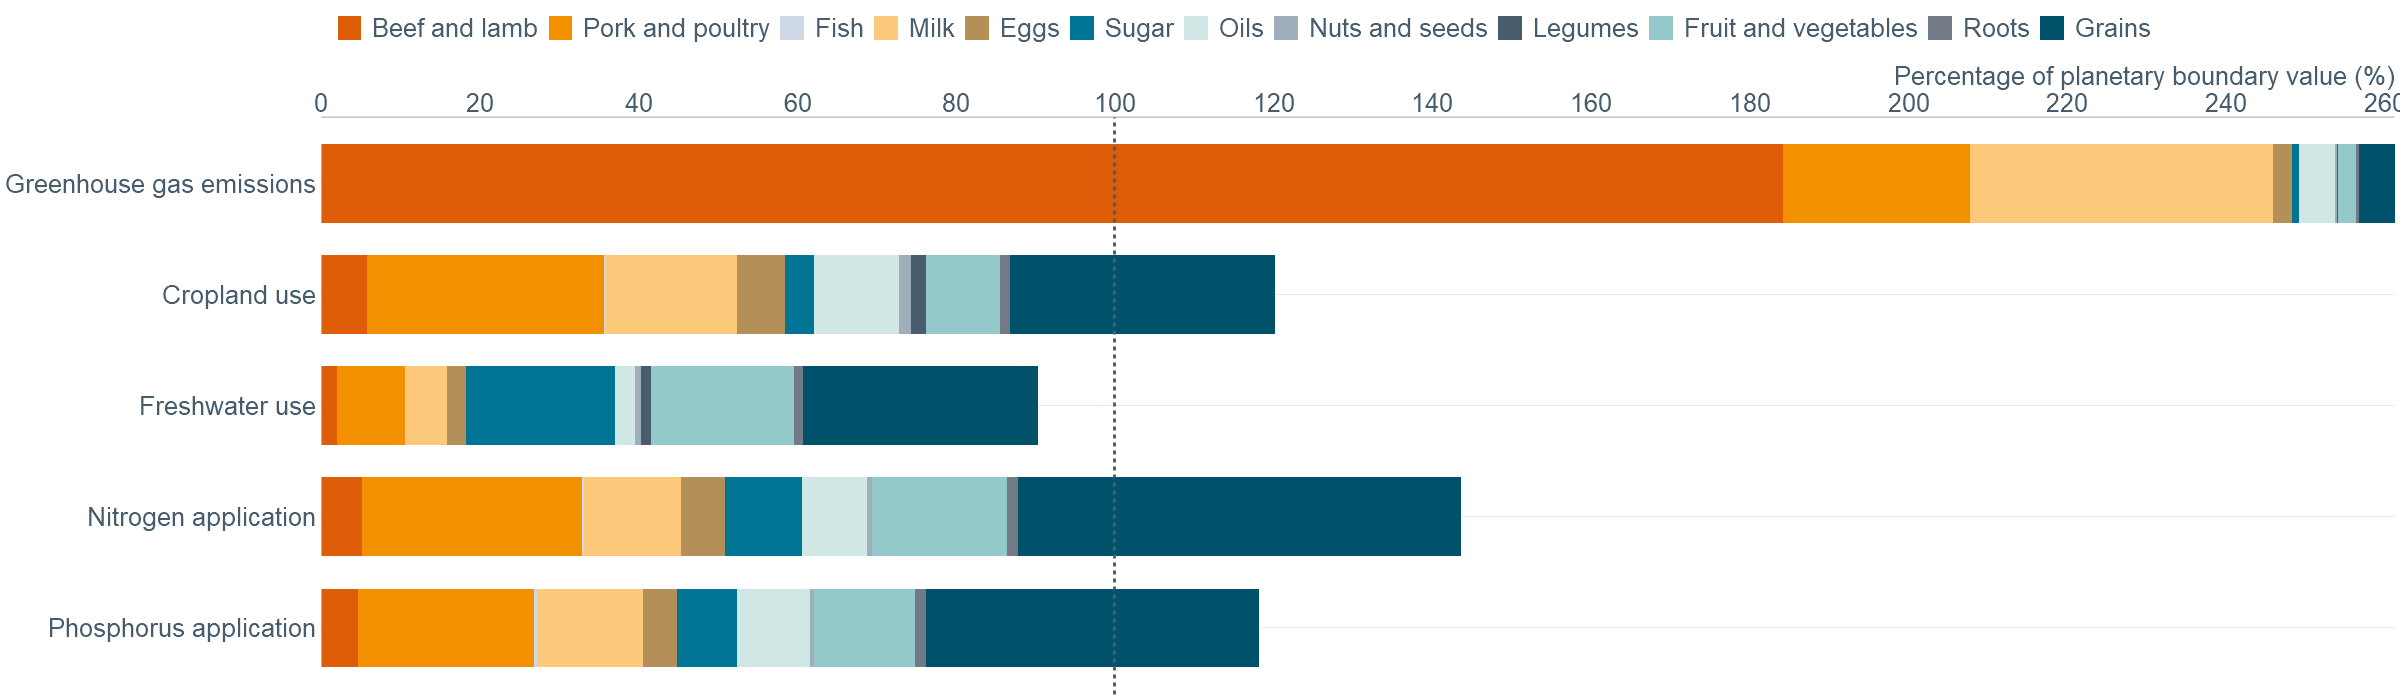 Beef and lamb Pork and poultry Fish Milk Eggs Sugar Oils Nuts and seeds Legumes Fruit and vegetables Roots Grains
Percentage of planetary boundary value (%)
0 20 40 60 80 100 120 140 160 180 200 220 240 260
Greenhouse gas emissions
Cropland use
Freshwater use
Nitrogen application
Phosphorus application